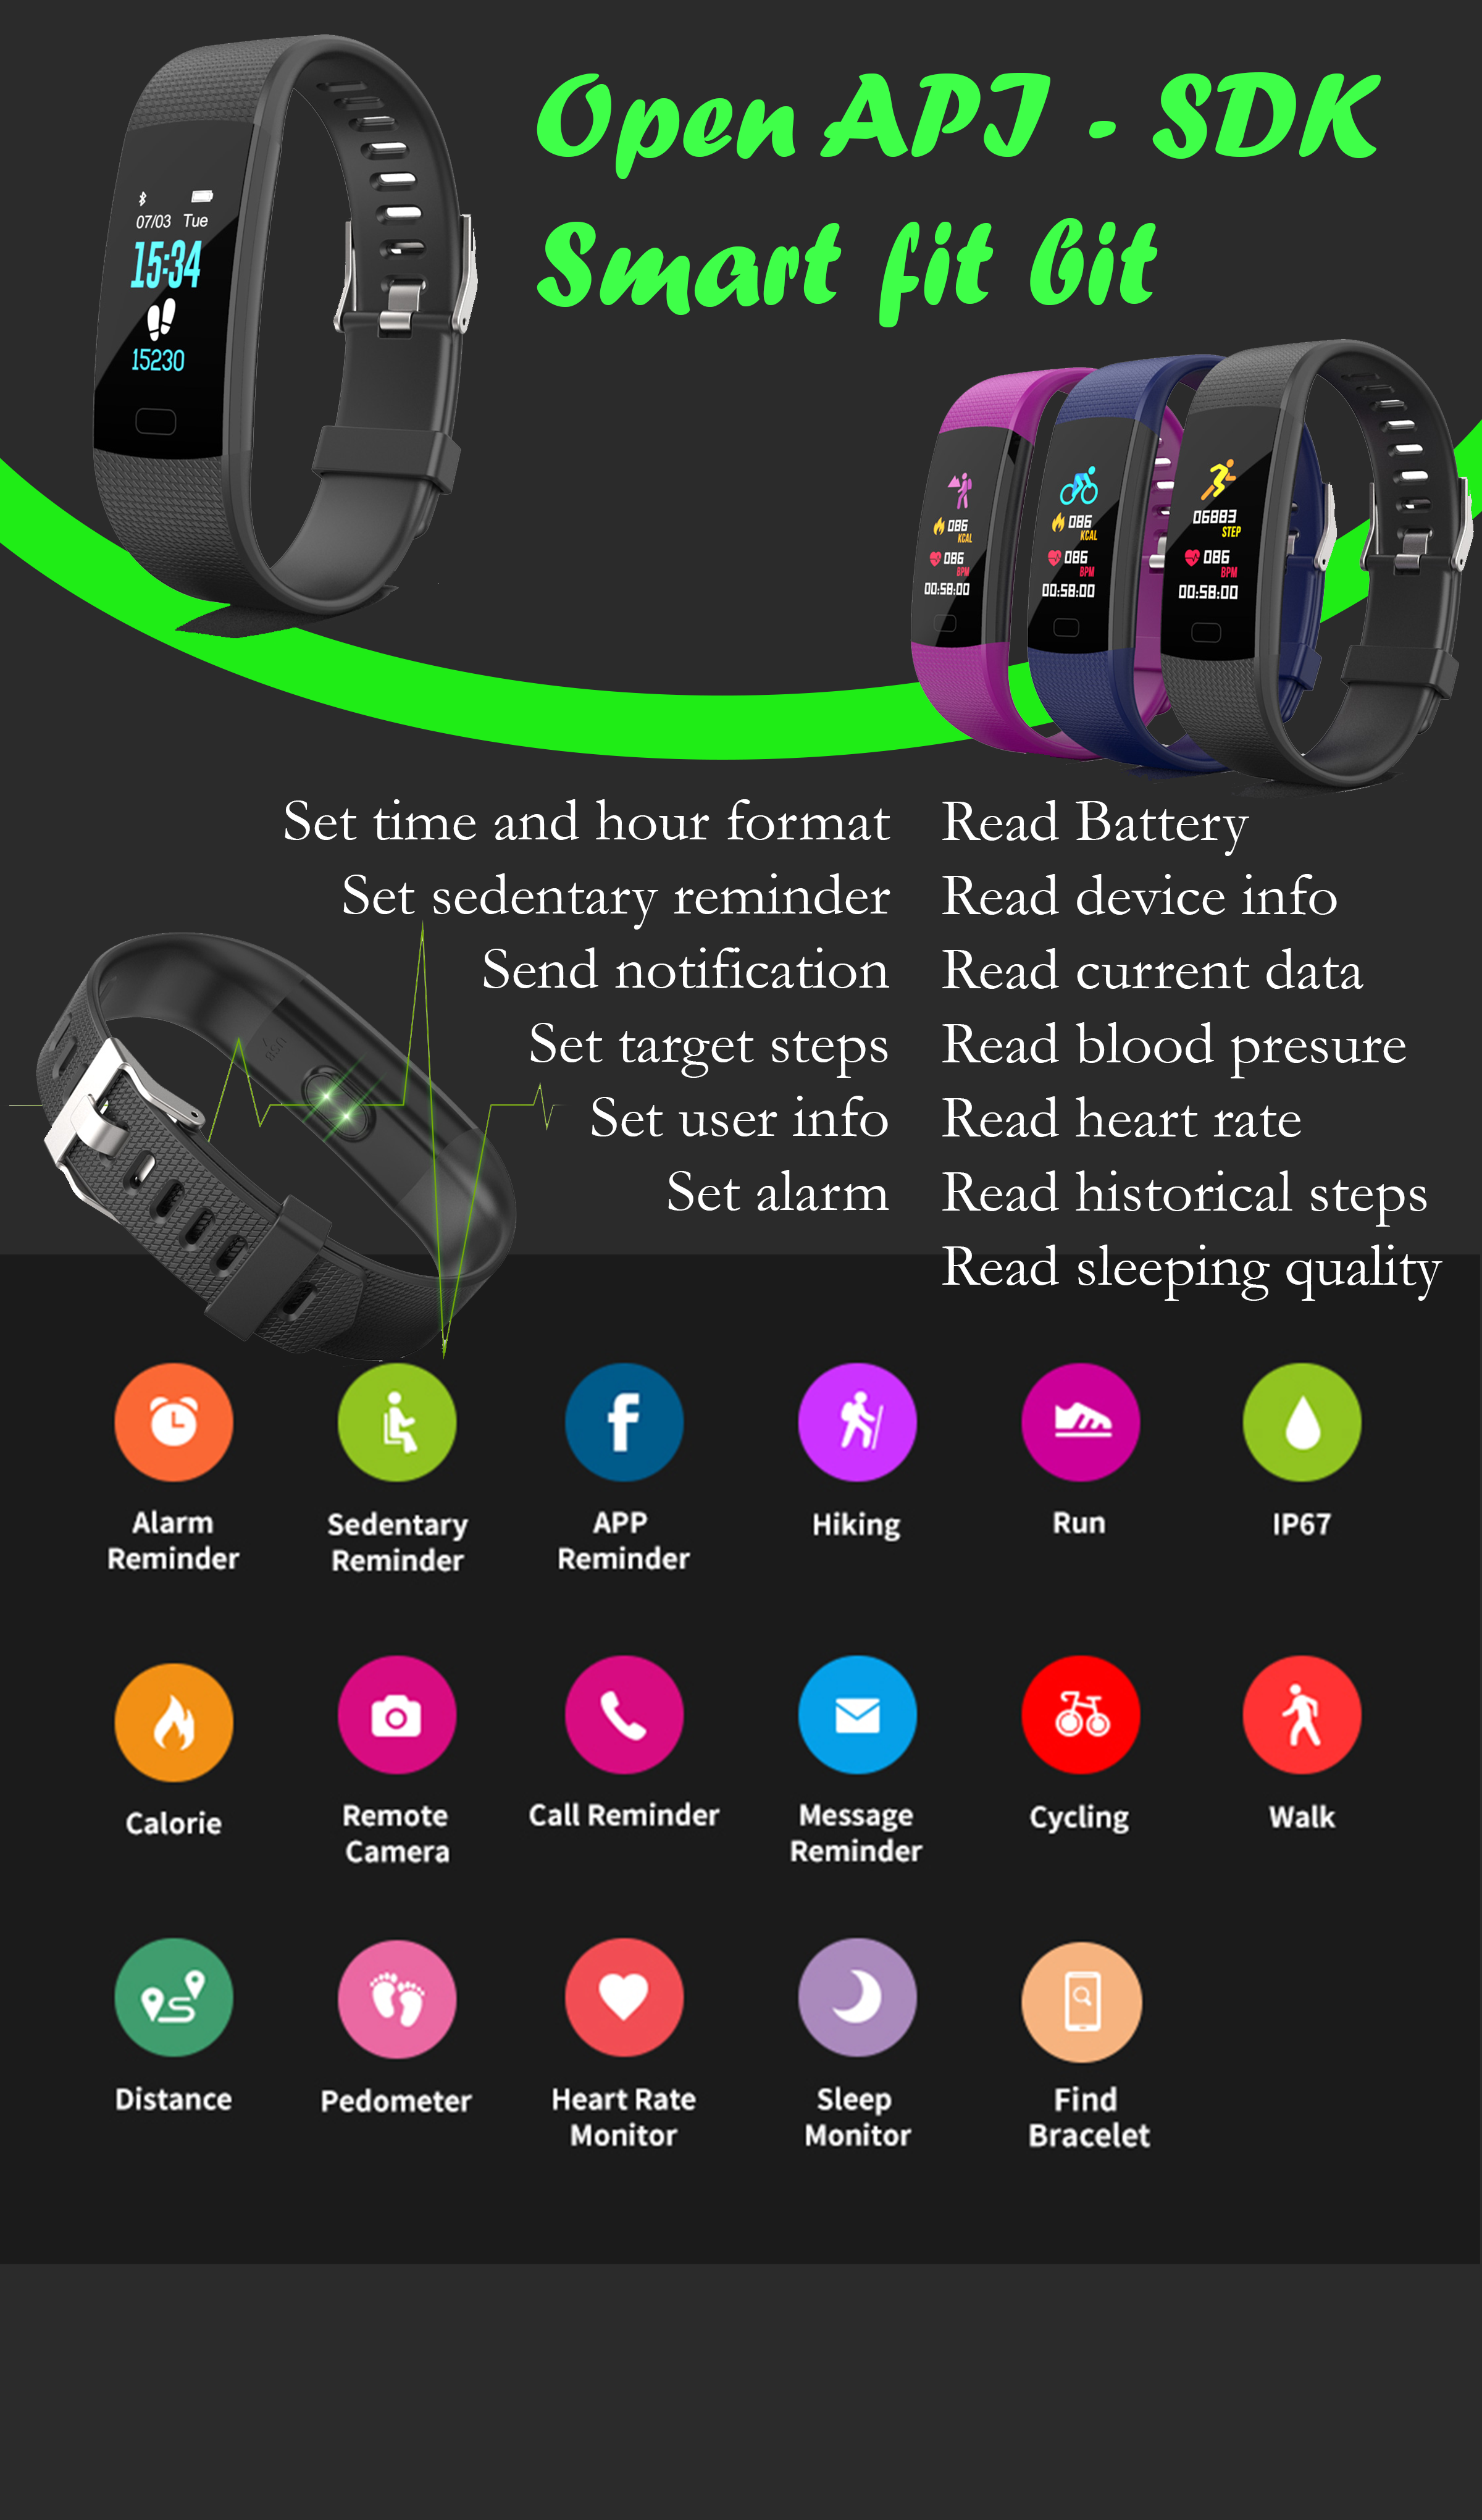 Open API - SDK
Smart fit bit
07/03 Tue
15:34
15230
086
KCAL
086
BPM
00:58:00
086
KCAL
086
BPM
00:58:00
06883
STEP
086
BPM
00:58:00
Set time and hour format
Set sedentary reminder
Send notification
Set target steps
Set user info
Set alarm
Read Battery
Read device info
Read current data
Read blood presure
Read heart rate
Read historical steps
Read sleeping quality
USB
Alarm
Reminder
Sedentary
Reminder
APP
Reminder
Hiking
Run
IP67
Calorie
Remote
Camera
Call Reminder
Message
Reminder
Cycling
Walk
Distance
Pedometer
Heart Rate
Monitor
Sleep
Monitor
Find
Bracelet